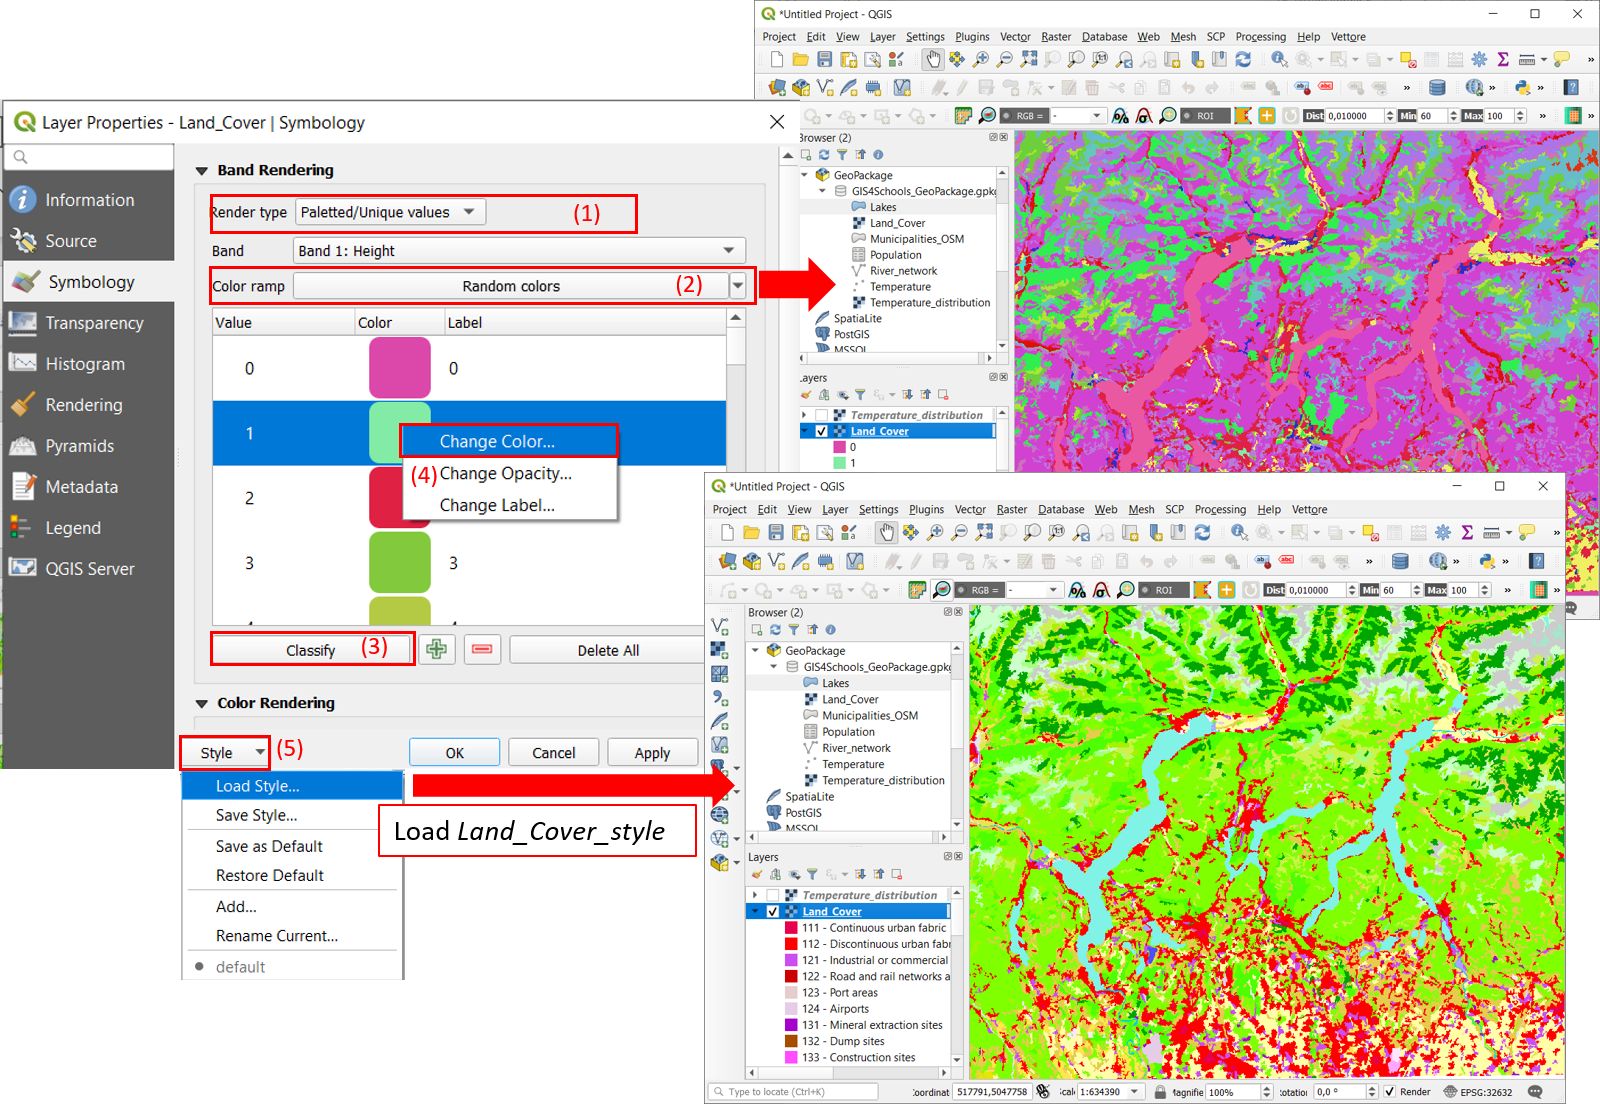 Layer Properties - Land_Cover | Symbology
Information
Source
Symbology
Transparency
Histogram
Rendering
Pyramids
Metadata
Legend
QGIS Server
Band Rendering
Render type Paletted/Unique values (1)
Band Band 1: Height
Color ramp Random colors (2)
Value Color Label
0 0
1
2
3 3
Change Color...
(4) Change Opacity...
Change Label...
Classify (3) Delete All
Color Rendering
Style (5) OK Cancel Apply
Load Style...
Save Style...
Save as Default
Restore Default
Add...
Rename Current...
default
Load Land_Cover_style
*Untitled Project - QGIS
Project Edit View Layer Settings Plugins Vector Raster Database Web Mesh SCP Processing Help Vettore
RGB = - ROI Dist 0,010000 Min 60 Max 100
Browser (2)
GeoPackage
GIS4Schools_GeoPackage.gpkg
Lakes
Land_Cover
Municipalities_OSM
Population
River_network
Temperature
Temperature_distribution
SpatiaLite
PostGIS
MSSQL
Layers
Temperature_distribution
Land_Cover
0
1
*Untitled Project - QGIS
Project Edit View Layer Settings Plugins Vector Raster Database Web Mesh SCP Processing Help Vettore
RGB = - ROI Dist 0,010000 Min 60 Max 100
Browser (2)
GeoPackage
GIS4Schools_GeoPackage.gpkg
Lakes
Land_Cover
Municipalities_OSM
Population
River_network
Temperature
Temperature_distribution
SpatiaLite
PostGIS
MSSQL
Layers
Temperature_distribution
Land_Cover
111 - Continuous urban fabric
112 - Discontinuous urban fabr
121 - Industrial or commercial
122 - Road and rail networks a
123 - Port areas
124 - Airports
131 - Mineral extraction sites
132 - Dump sites
133 - Construction sites
Type to locate (Ctrl+K) :oordinat 517791,5047758 ical 1:634390 Magnifie 100% :otation 0,0 ° Render EPSG:32632